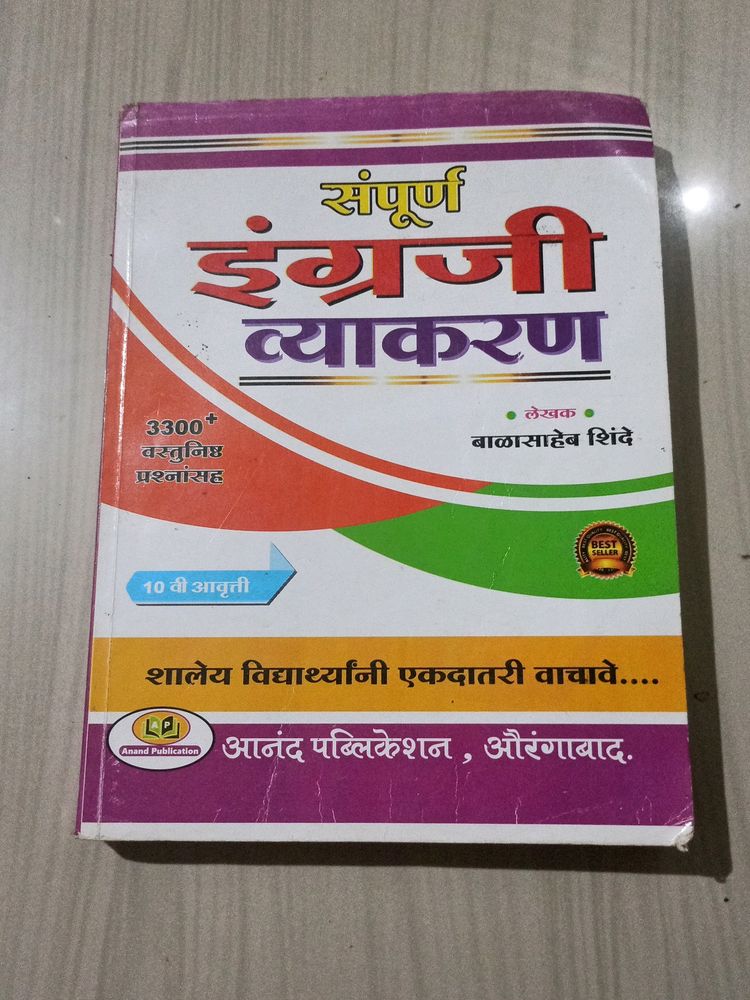 संपूर्ण
इंग्रजी
व्याकरण
• लेखक •
बाळासाहेब शिंदे
3300+
वस्तुनिष्ठ
प्रश्नांसह
BEST
SELLER
10 वी आवृत्ती
शालेय विद्यार्थ्यांनी एकदातरी वाचावे....
A P
Anand Publication
आनंद पब्लिकेशन , औरंगाबाद.